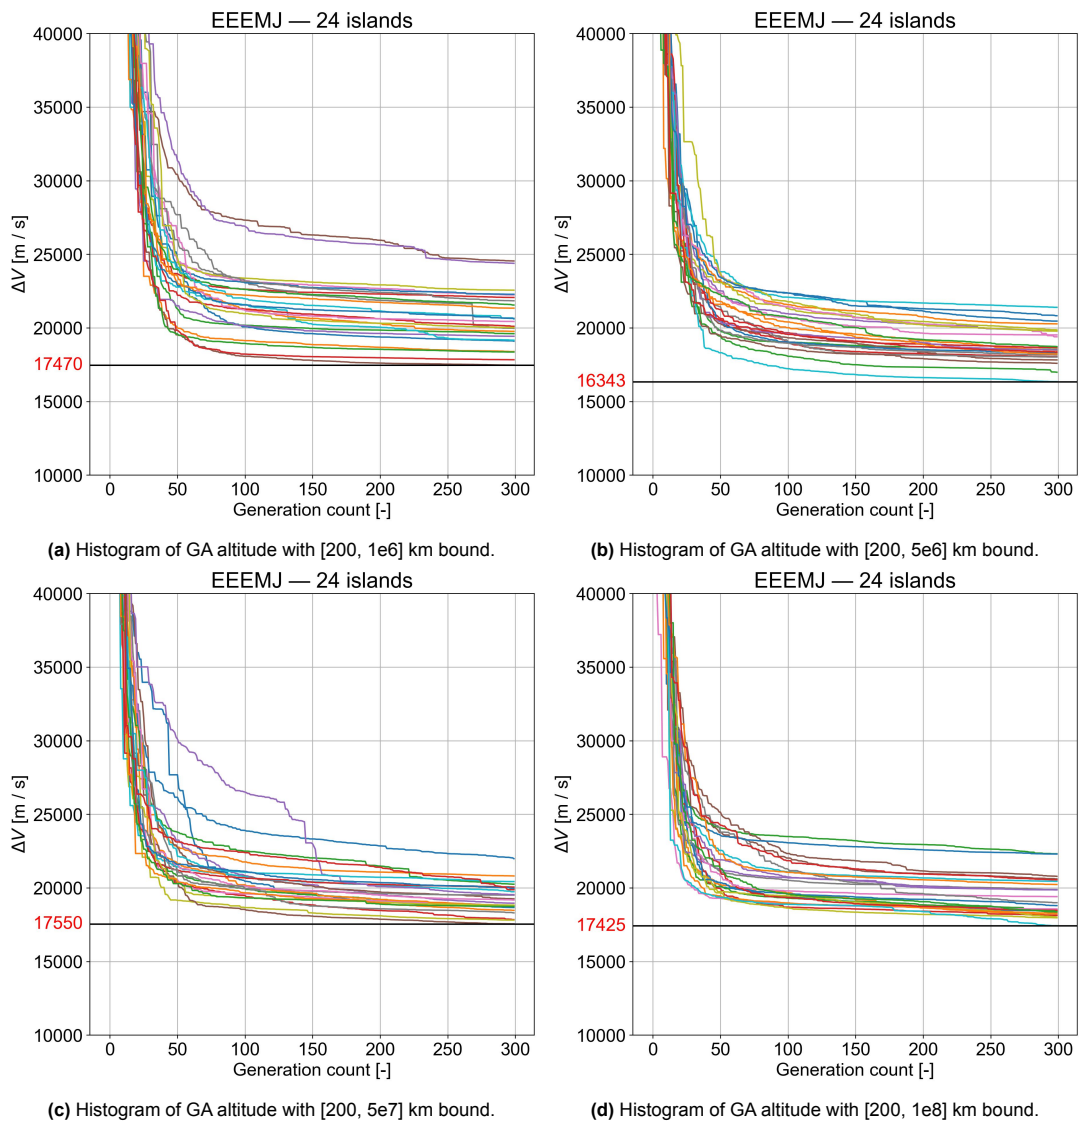 EEEMJ — 24 islands
40000
35000
30000
25000
20000
17470
15000
10000
ΔV [m / s]
0 50 100 150 200 250 300
Generation count [-]
(a) Histogram of GA altitude with [200, 1e6] km bound.
EEEMJ — 24 islands
40000
35000
30000
25000
20000
16343
15000
10000
ΔV [m / s]
0 50 100 150 200 250 300
Generation count [-]
(b) Histogram of GA altitude with [200, 5e6] km bound.
EEEMJ — 24 islands
40000
35000
30000
25000
20000
17550
15000
10000
ΔV [m / s]
0 50 100 150 200 250 300
Generation count [-]
(c) Histogram of GA altitude with [200, 5e7] km bound.
EEEMJ — 24 islands
40000
35000
30000
25000
20000
17425
15000
10000
ΔV [m / s]
0 50 100 150 200 250 300
Generation count [-]
(d) Histogram of GA altitude with [200, 1e8] km bound.